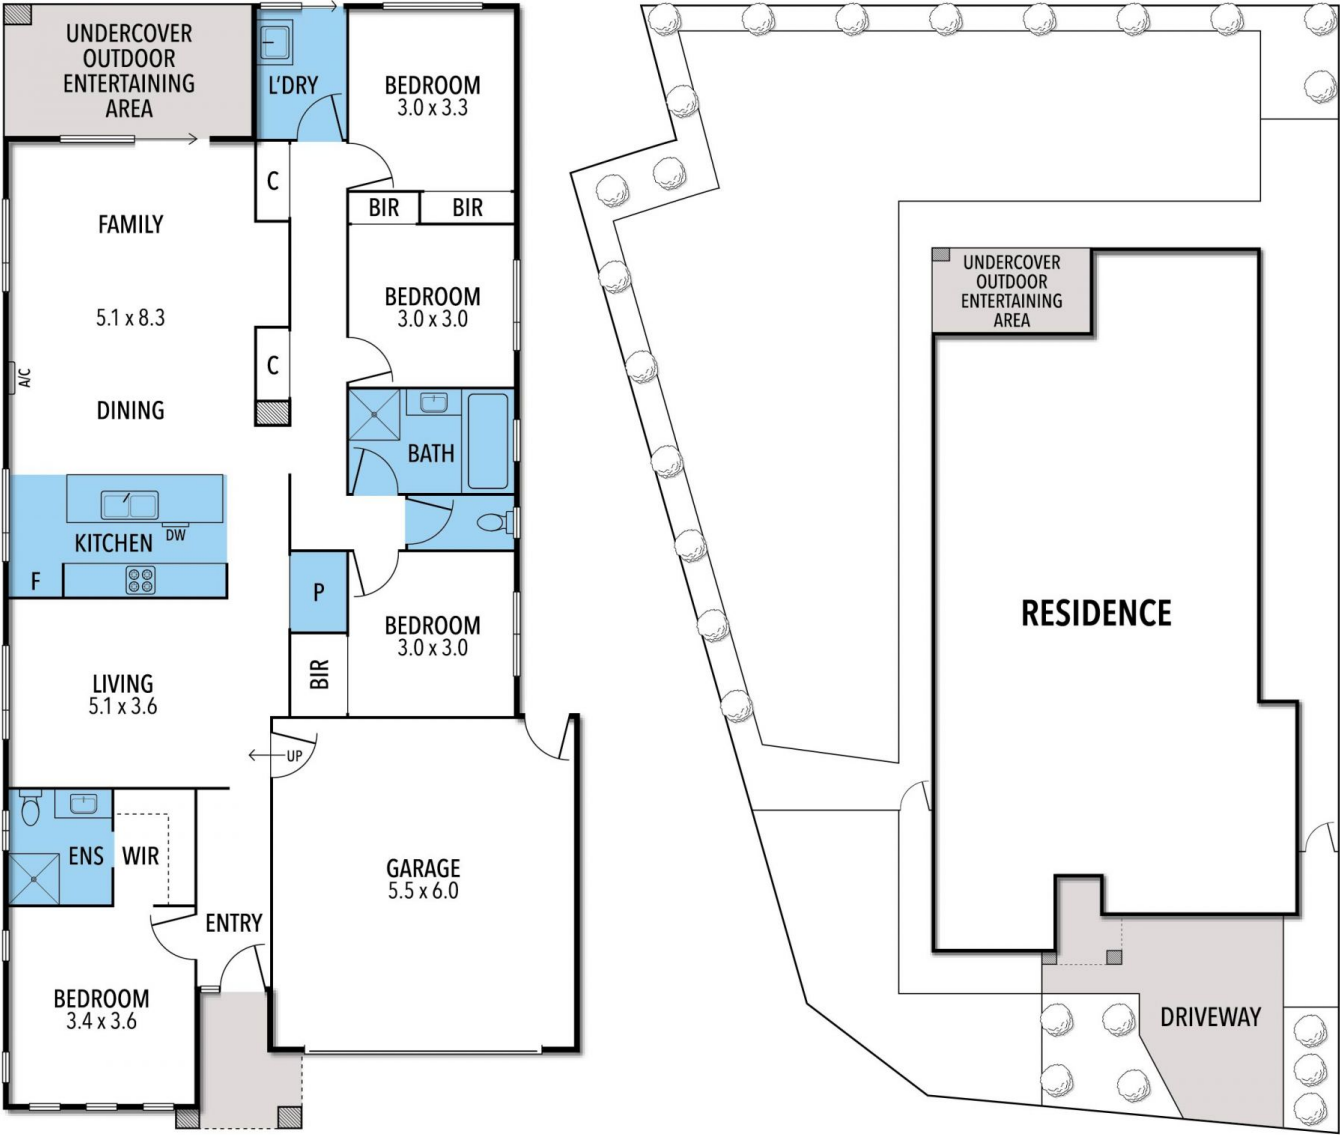 UNDERCOVER
OUTDOOR
ENTERTAINING
AREA
L'DRY
BEDROOM
3.0 x 3.3
C
BIR
BIR
FAMILY
5.1 x 8.3
BEDROOM
3.0 x 3.0
C
A/C
DINING
BATH
KITCHEN
DW
F
P
BEDROOM
3.0 x 3.0
BIR
LIVING
5.1 x 3.6
UP
ENS
WIR
GARAGE
5.5 x 6.0
ENTRY
BEDROOM
3.4 x 3.6
UNDERCOVER
OUTDOOR
ENTERTAINING
AREA
RESIDENCE
DRIVEWAY